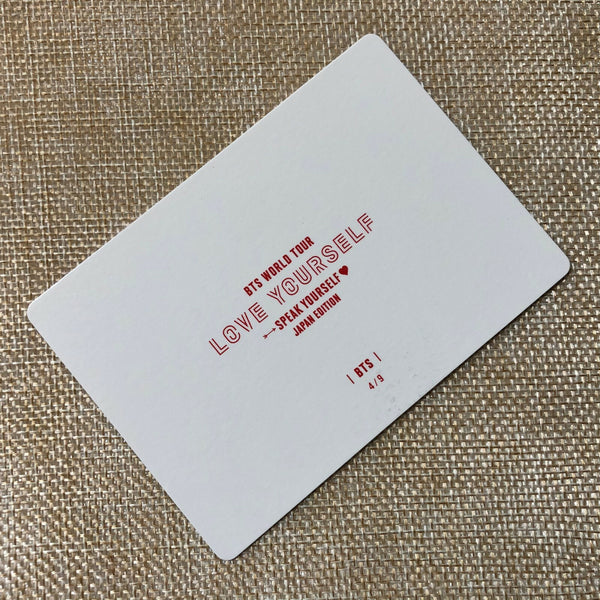 BTS WORLD TOUR
LOVE YOURSELF
SPEAK YOURSELF
JAPAN EDITION
| BTS |
4/9